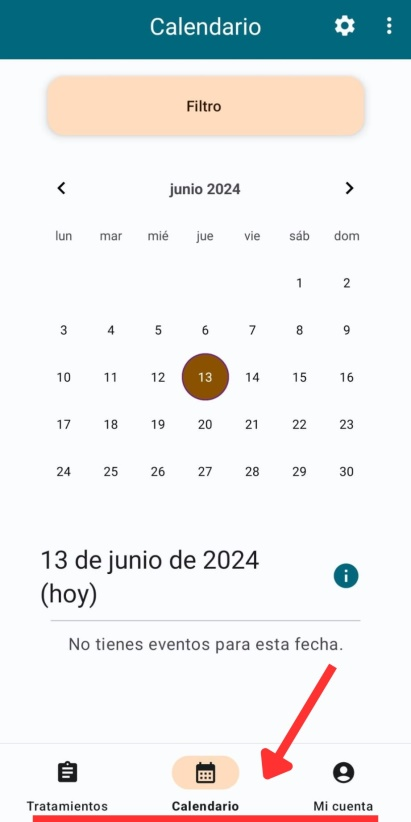 Calendario
Filtro
junio 2024
lun mar mié jue vie sáb dom
1 2
3 4 5 6 7 8 9
10 11 12 13 14 15 16
17 18 19 20 21 22 23
24 25 26 27 28 29 30
13 de junio de 2024
(hoy)
No tienes eventos para esta fecha.
Tratamientos Calendario Mi cuenta